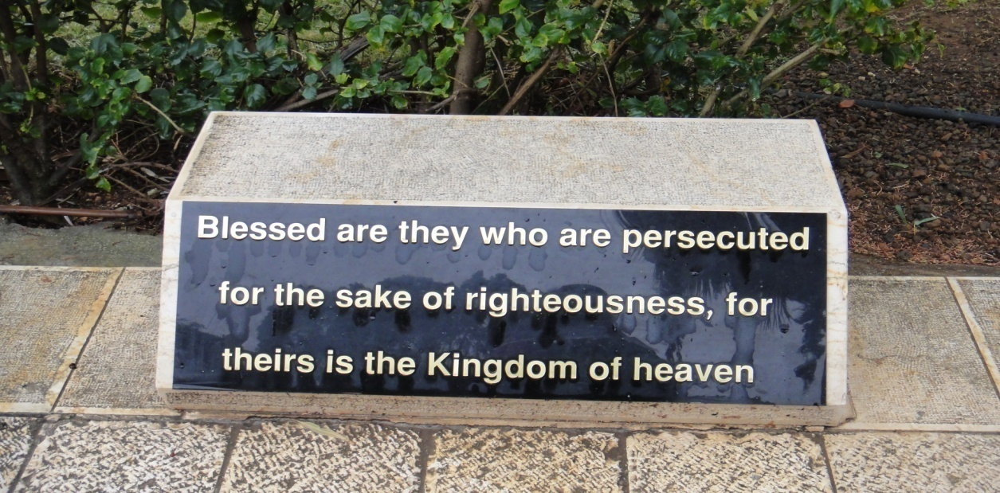 Blessed are they who are persecuted
for the sake of righteousness, for
theirs is the Kingdom of heaven